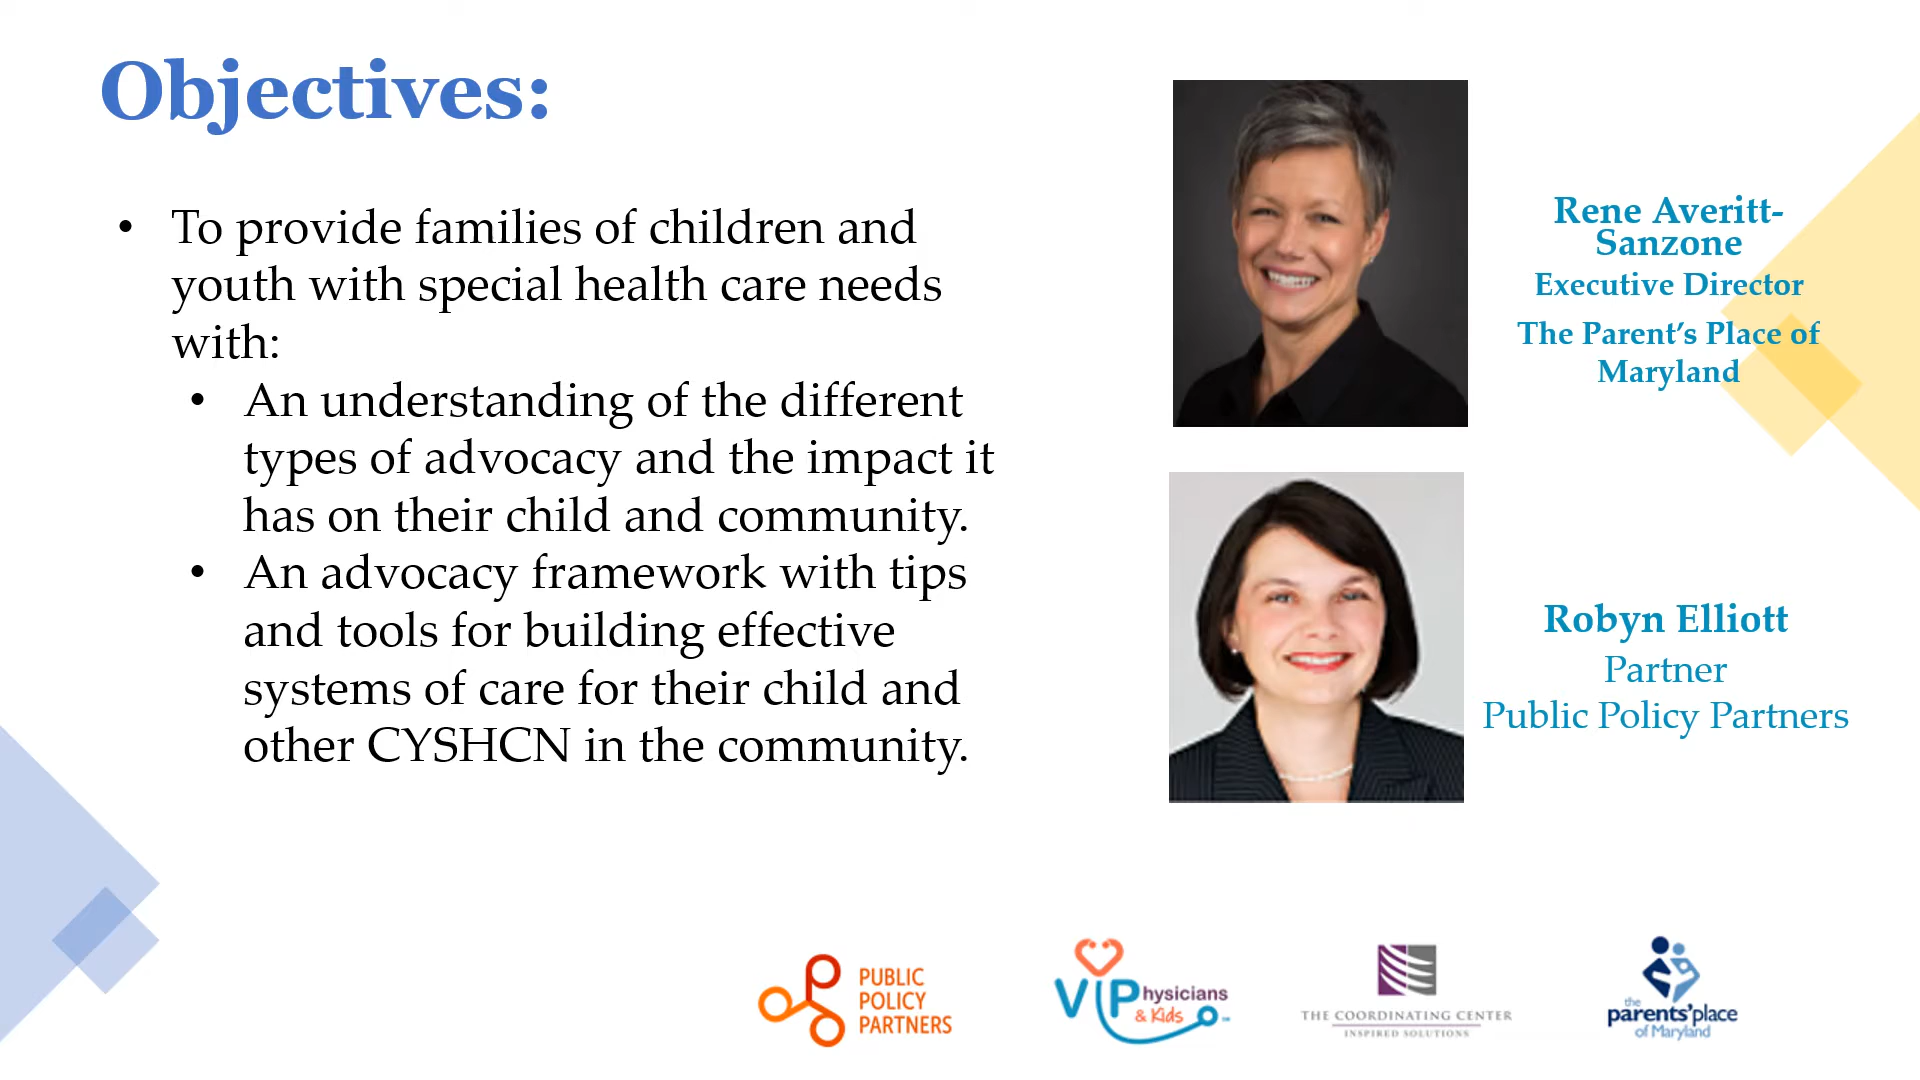 Objectives:
• To provide families of children and
youth with special health care needs
with:
• An understanding of the different
types of advocacy and the impact it
has on their child and community.
• An advocacy framework with tips
and tools for building effective
systems of care for their child and
other CYSHCN in the community.
Rene Averitt-
Sanzone
Executive Director
The Parent’s Place of
Maryland
Robyn Elliott
Partner
Public Policy Partners
PUBLIC
POLICY
PARTNERS
VIPhysicians
& Kids
THE COORDINATING CENTER
INSPIRED SOLUTIONS
the
parents’place
of Maryland